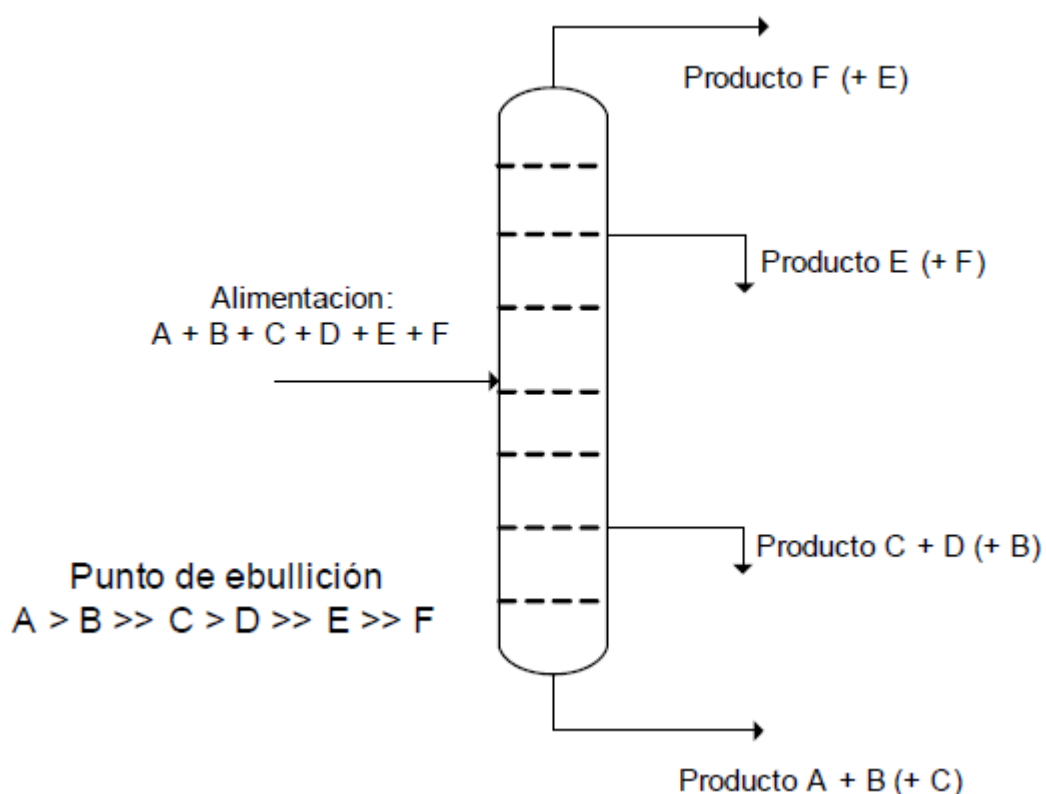 Producto F (+ E)
Producto E (+ F)
Alimentacion:
A + B + C + D + E + F
Producto C + D (+ B)
Punto de ebullición
A > B >> C > D >> E >> F
Producto A + B (+ C)